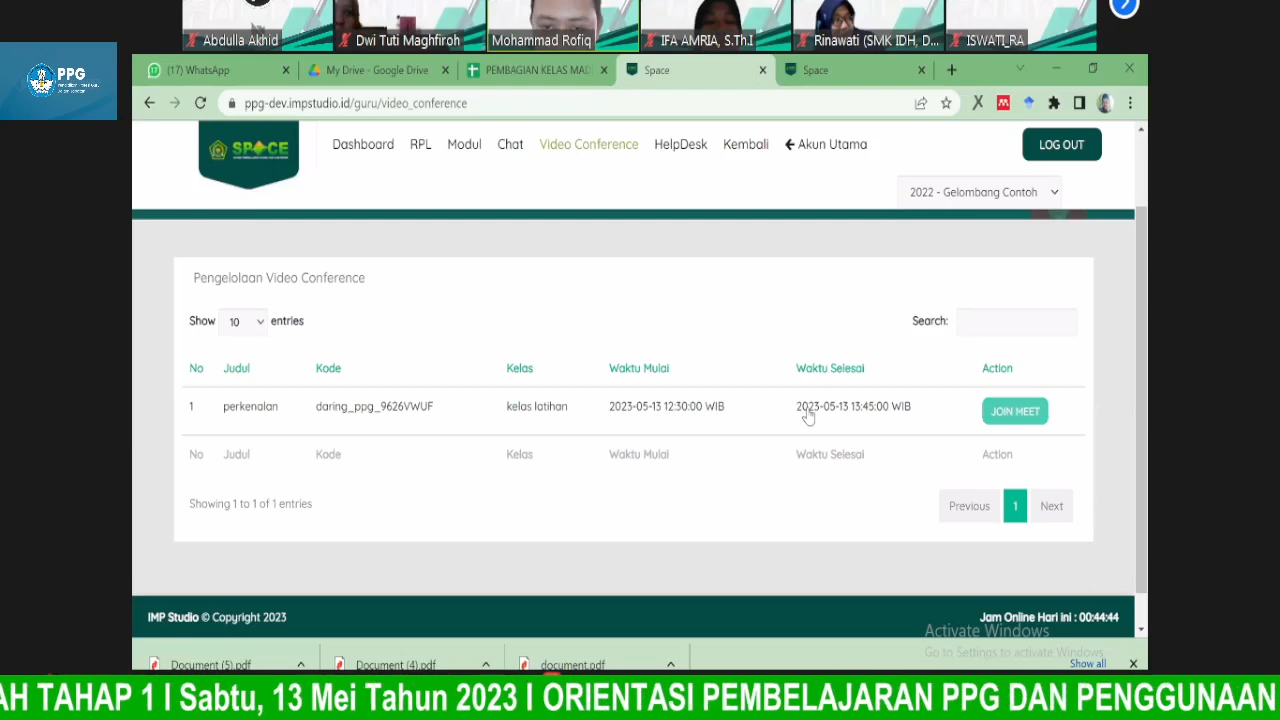 Abdulla Akhid
Dwi Tuti Maghfiroh
Mohammad Rofiq
IFA AMRIA, S.Th.I
Rinawati (SMK IDH, D...
ISWATI_RA
PPG
(17) WhatsApp
My Drive - Google Drive
PEMBAGIAN KELAS MAD
Space
Space
ppg-dev.impstudio.id/guru/video_conference
SPACE
Dashboard
RPL
Modul
Chat
Video Conference
HelpDesk
Kembali
Akun Utama
LOG OUT
2022 - Gelombang Contoh
Pengelolaan Video Conference
Show 10 entries
Search:
No Judul Kode Kelas Waktu Mulai Waktu Selesai Action
1 perkenalan daring_ppg_9626VWUF kelas latihan 2023-05-13 12:30:00 WIB 2023-05-13 13:45:00 WIB JOIN MEET
No Judul Kode Kelas Waktu Mulai Waktu Selesai Action
Showing 1 to 1 of 1 entries
Previous 1 Next
IMP Studio © Copyright 2023
Jam Online Hari ini : 00:44:44
Activate Windows
Go to Settings to activate Windows.
Document (5).pdf
Document (4).pdf
document.pdf
Show all
AH TAHAP 1 I Sabtu, 13 Mei Tahun 2023 I ORIENTASI PEMBELAJARAN PPG DAN PENGGUNAAN